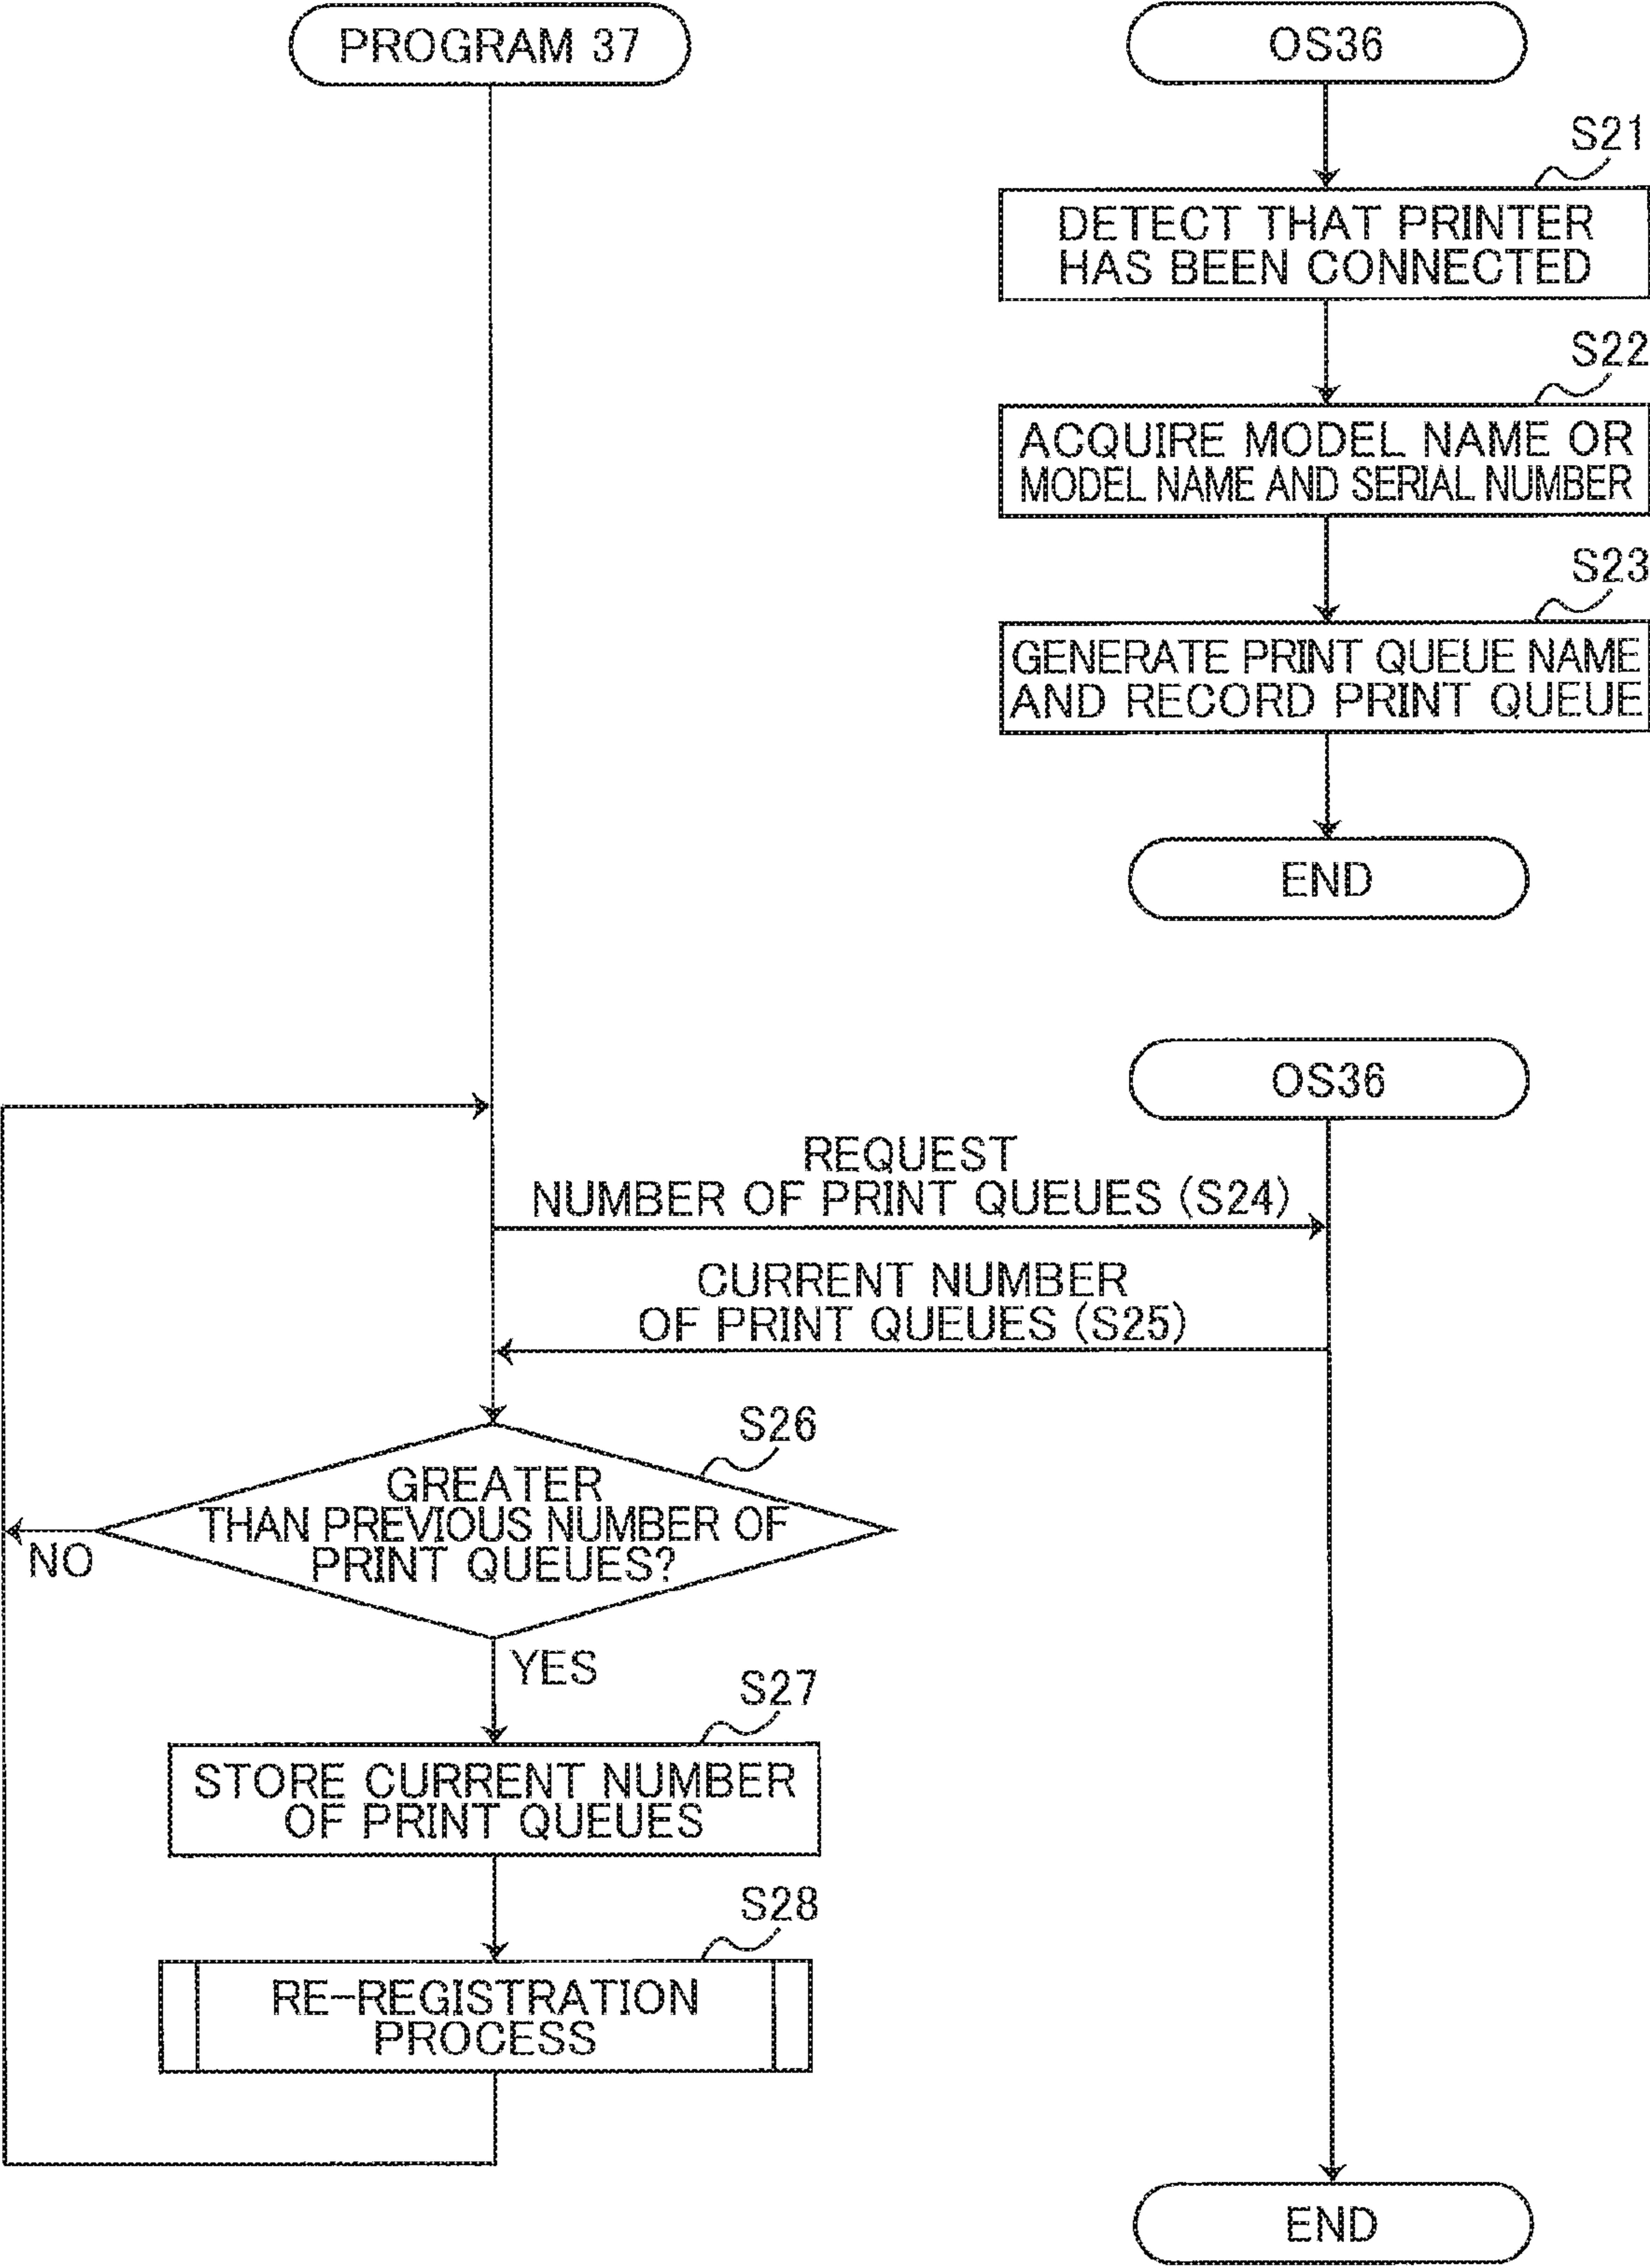 PROGRAM 37
OS36
S21
DETECT THAT PRINTER
HAS BEEN CONNECTED
S22
ACQUIRE MODEL NAME OR
MODEL NAME AND SERIAL NUMBER
S23
GENERATE PRINT QUEUE NAME
AND RECORD PRINT QUEUE
END
OS36
REQUEST
NUMBER OF PRINT QUEUES (S24)
CURRENT NUMBER
OF PRINT QUEUES (S25)
S26
GREATER
THAN PREVIOUS NUMBER OF
PRINT QUEUES?
NO
YES
S27
STORE CURRENT NUMBER
OF PRINT QUEUES
S28
RE-REGISTRATION
PROCESS
END